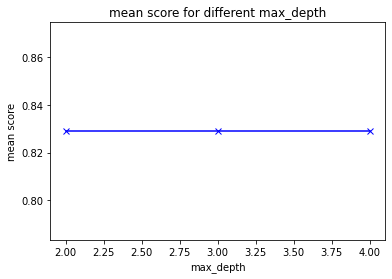 mean score for different max_depth
0.86
0.84
0.82
0.80
mean score
2.00 2.25 2.50 2.75 3.00 3.25 3.50 3.75 4.00
max_depth